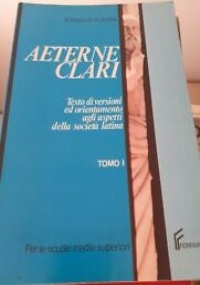 AETERNE
CLARI
Testo di versioni
ed orientamento
agli aspetti
della società latina
TOMO I
Per le scuole medie superiori